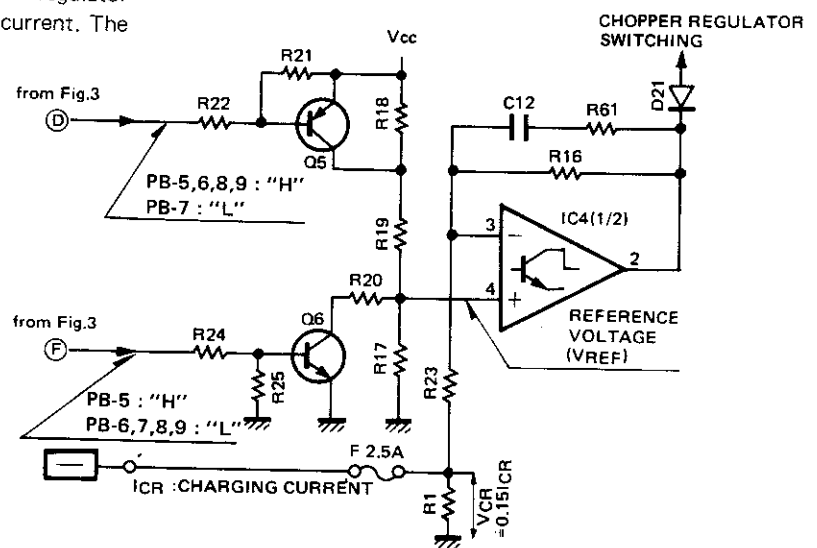 regulator
current. The
CHOPPER REGULATOR
SWITCHING
Vcc
R21
from Fig.3
D
R22
R18
Q5
C12
R61
D21
R16
PB-5,6,8,9 : "H"
PB-7 : "L"
R19
IC4(1/2)
3
−
2
4
+
R20
REFERENCE
VOLTAGE
(VREF)
from Fig.3
F
R24
Q6
R25
R17
R23
PB-5 : "H"
PB-6,7,8,9 : "L"
−
F 2.5A
ICR :CHARGING CURRENT
R1
VCR
=0.15ICR